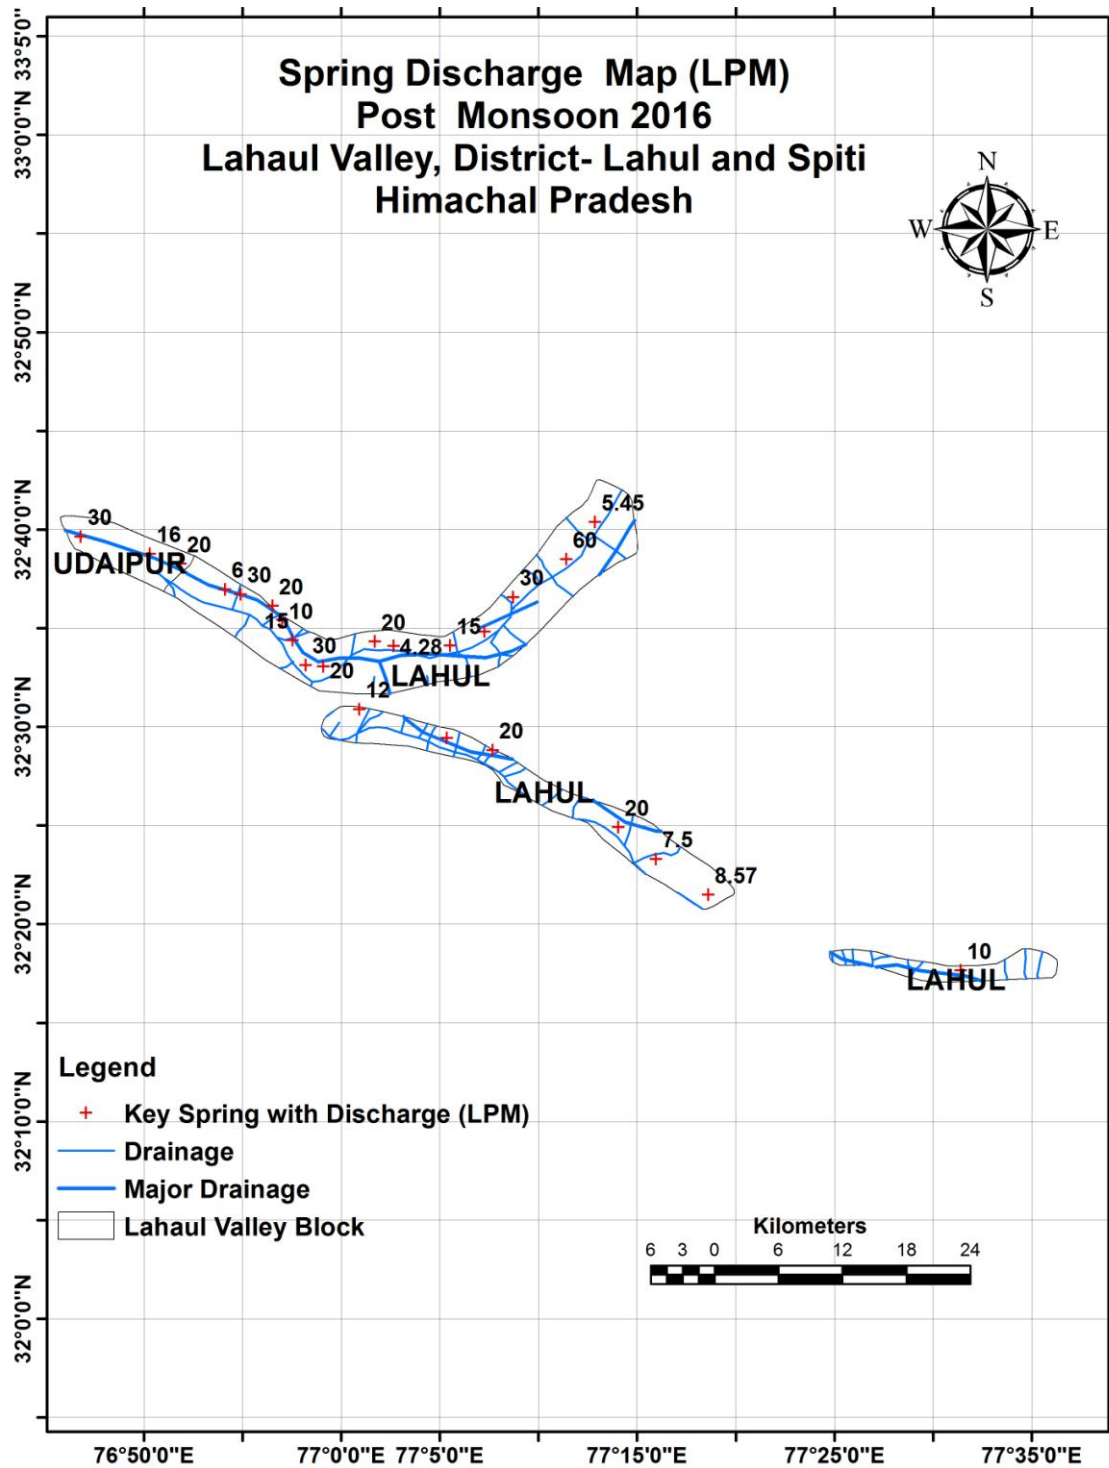 Spring Discharge Map (LPM)
Post Monsoon 2016
Lahaul Valley, District- Lahul and Spiti
Himachal Pradesh
N
W
E
S
33°5'0"
33°0'0"N
32°50'0"N
32°40'0"N
32°30'0"N
32°20'0"N
32°10'0"N
32°0'0"N
5.45
30
16
20
60
UDAIPUR
6
30
20
30
15
10
20
15
30
4.28
20
LAHUL
12
20
LAHUL
20
7.5
8.57
10
LAHUL
Legend
Key Spring with Discharge (LPM)
Drainage
Major Drainage
Lahaul Valley Block
Kilometers
6 3 0 6 12 18 24
76°50'0"E 77°0'0"E 77°5'0"E 77°15'0"E 77°25'0"E 77°35'0"E